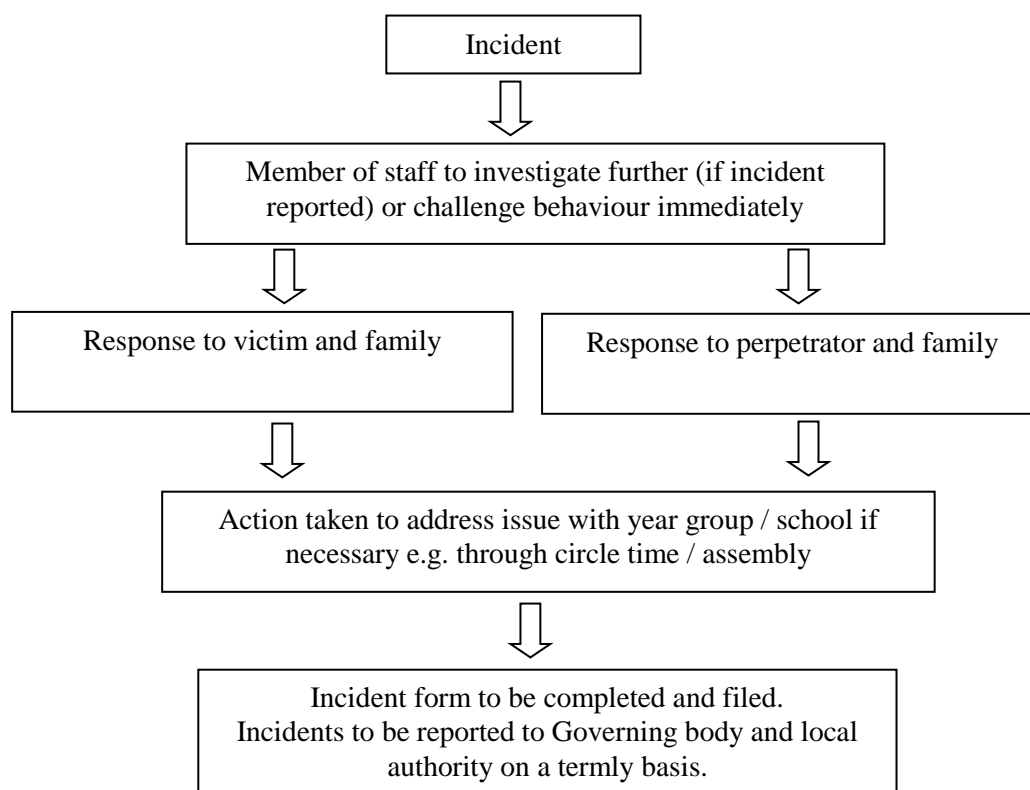 Incident
Member of staff to investigate further (if incident
reported) or challenge behaviour immediately
Response to victim and family
Response to perpetrator and family
Action taken to address issue with year group / school if
necessary e.g. through circle time / assembly
Incident form to be completed and filed.
Incidents to be reported to Governing body and local
authority on a termly basis.